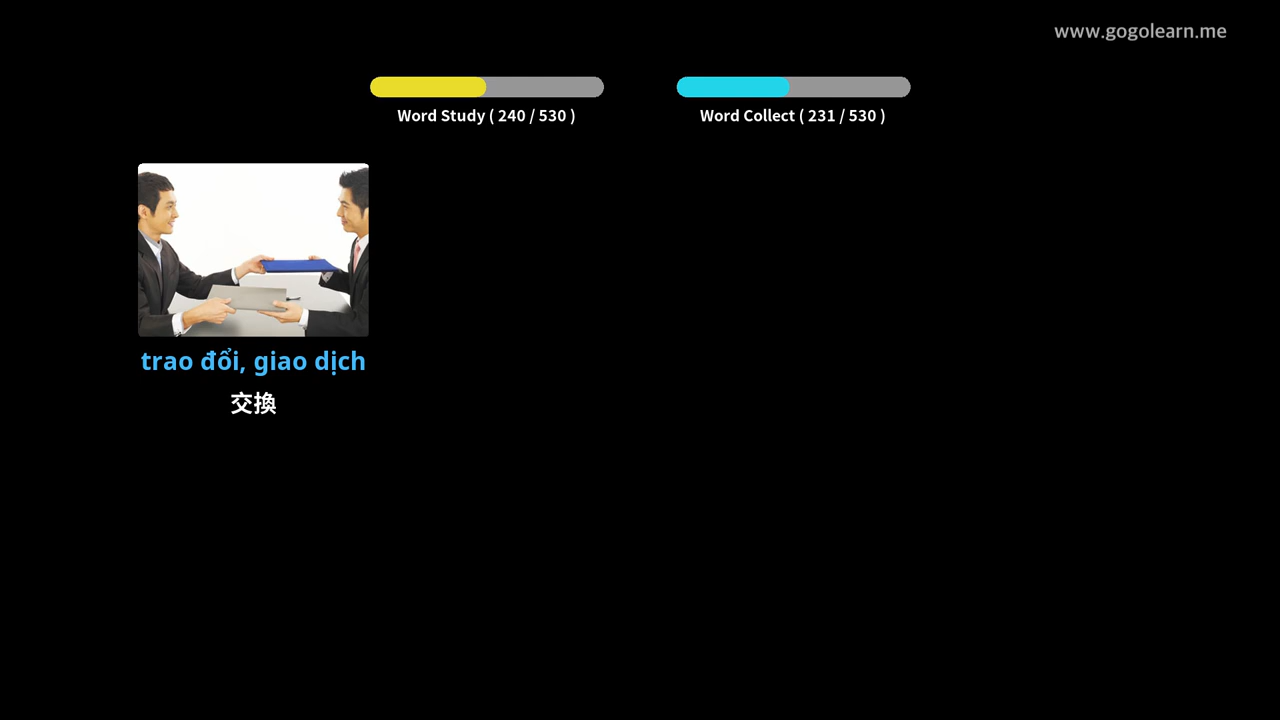 www.gogolearn.me
Word Study ( 240 / 530 )
Word Collect ( 231 / 530 )
trao đổi, giao dịch
交換